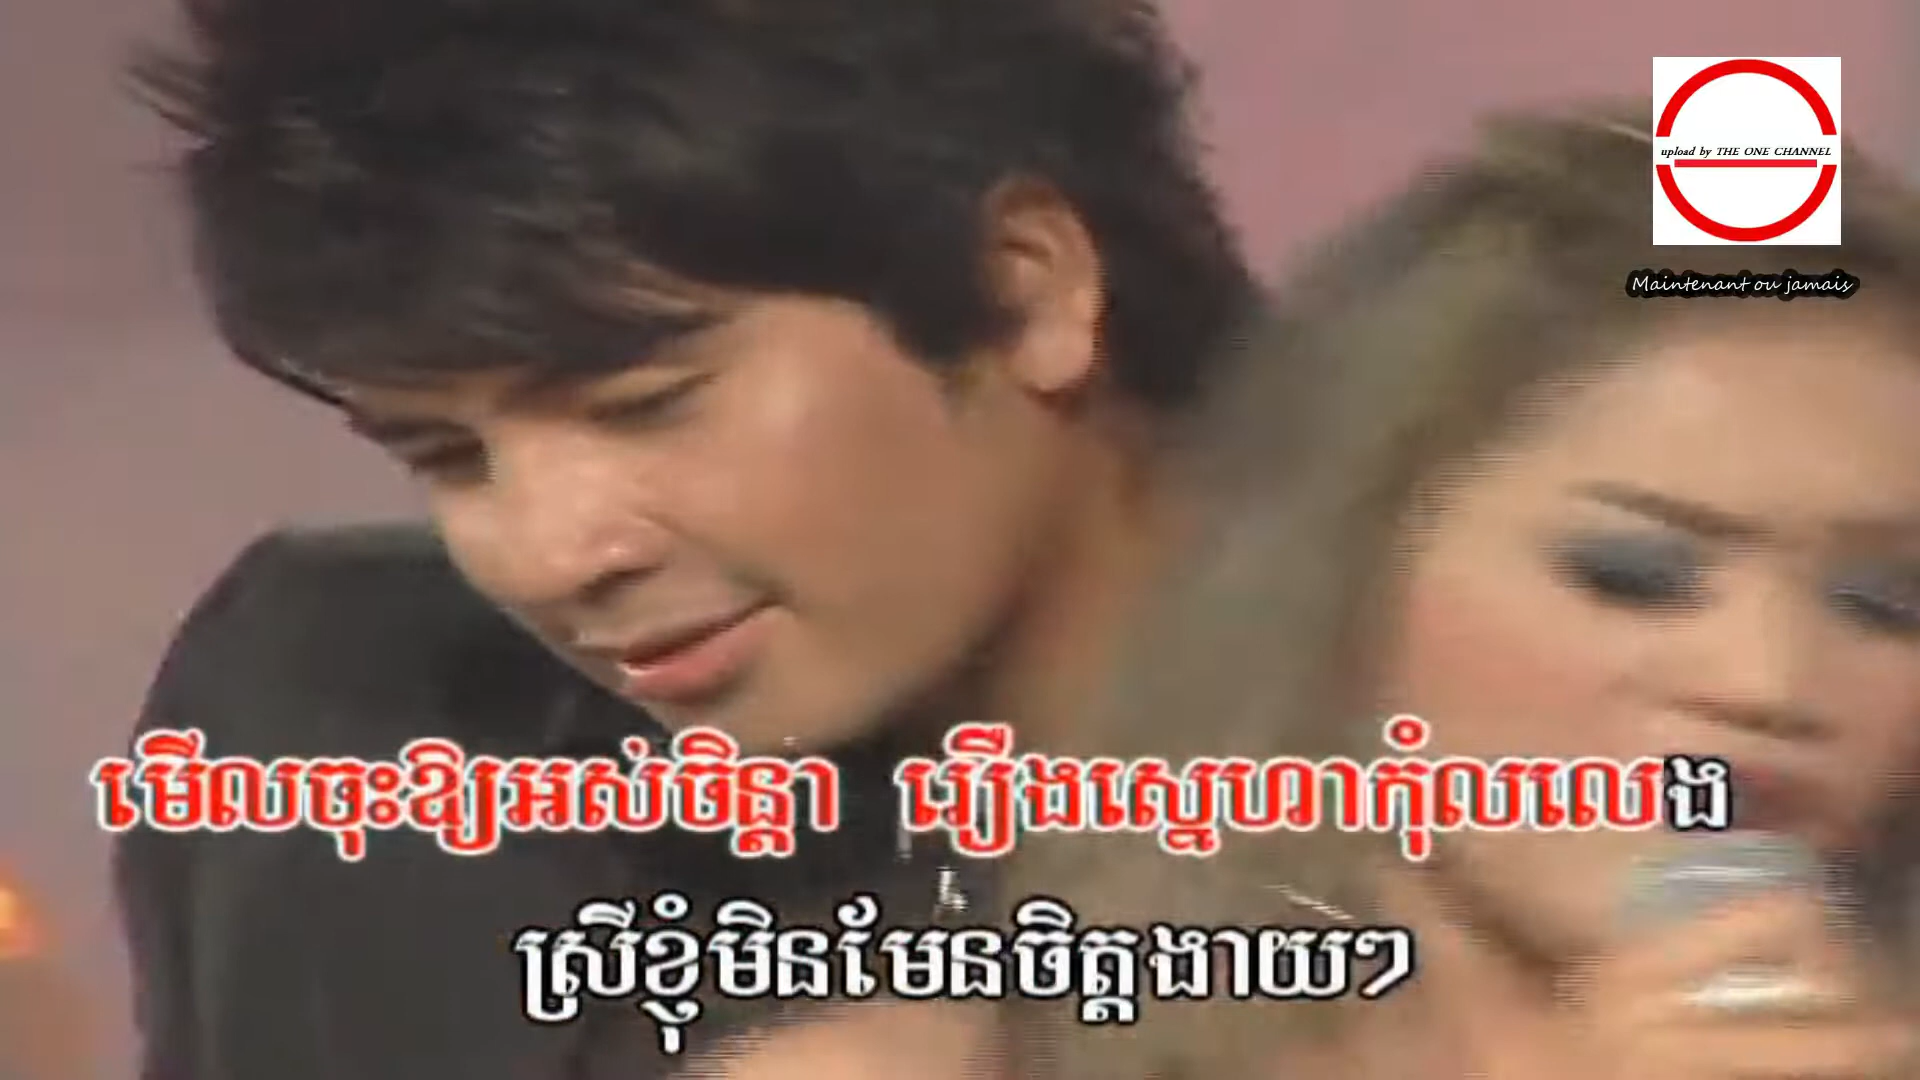 upload by THE ONE CHANNEL
Maintenant ou jamais
មើលចុះឱ្យអស់ចិន្តា រឿងស្នេហាកុំលលេង
ស្រីខ្ញុំមិនមែនចិត្តងាយៗ